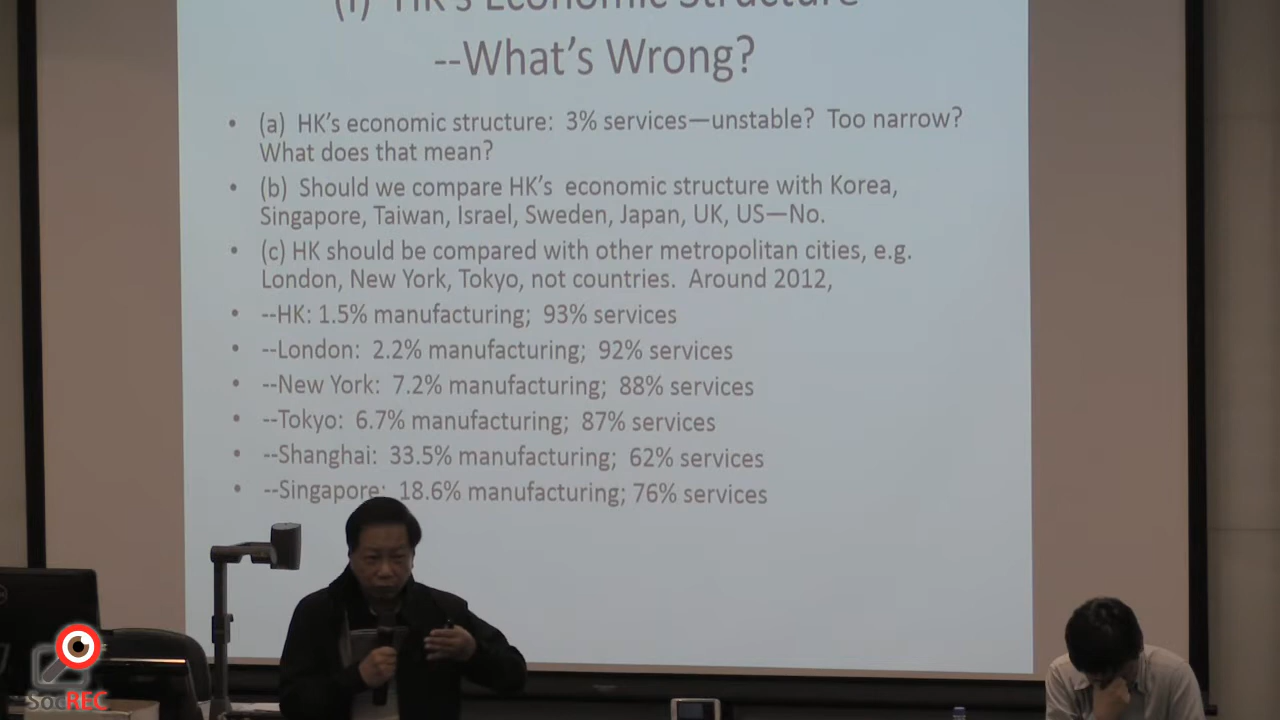 (I) HK's Economic Structure
--What's Wrong?
• (a) HK's economic structure: 3% services—unstable? Too narrow?
What does that mean?
• (b) Should we compare HK's economic structure with Korea,
Singapore, Taiwan, Israel, Sweden, Japan, UK, US—No.
• (c) HK should be compared with other metropolitan cities, e.g.
London, New York, Tokyo, not countries. Around 2012,
• --HK: 1.5% manufacturing; 93% services
• --London: 2.2% manufacturing; 92% services
• --New York: 7.2% manufacturing; 88% services
• --Tokyo: 6.7% manufacturing; 87% services
• --Shanghai: 33.5% manufacturing; 62% services
• --Singapore: 18.6% manufacturing; 76% services
SocREC